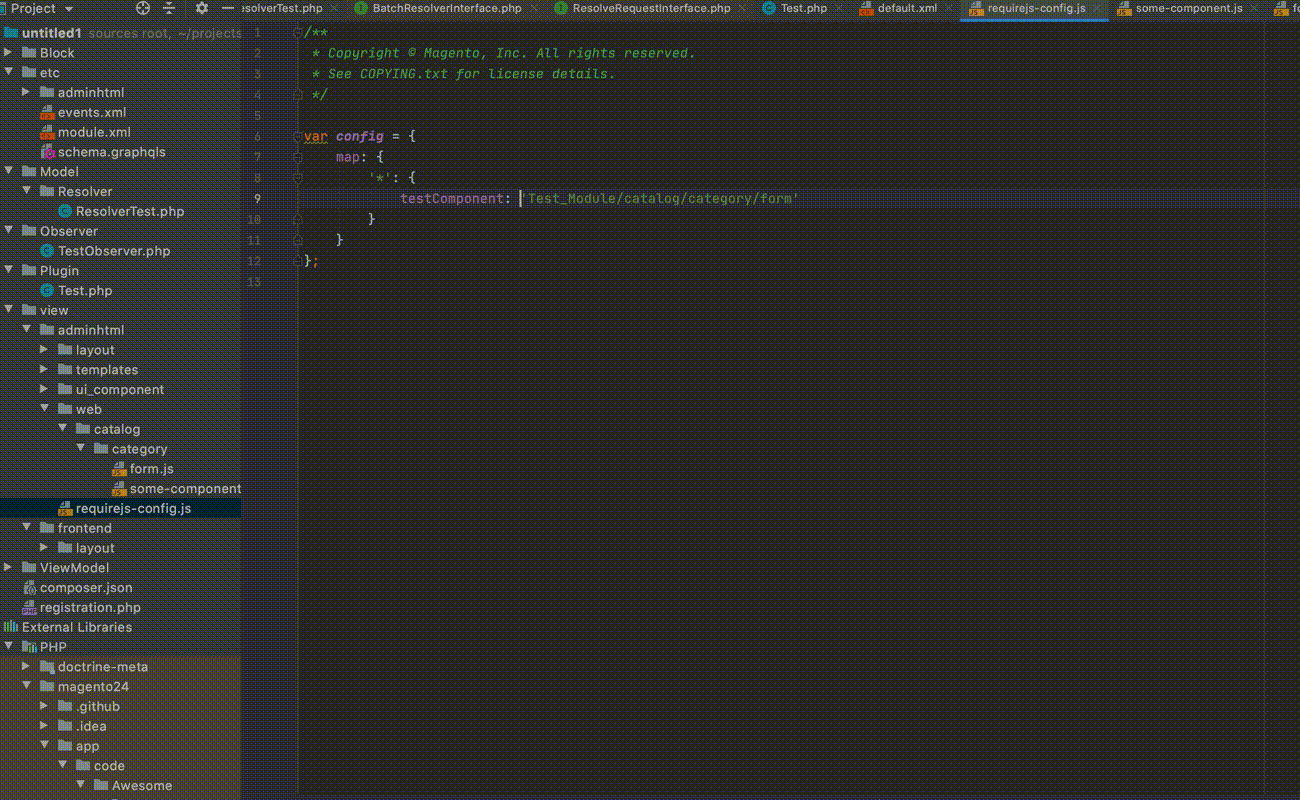 Project
esolverTest.php BatchResolverInterface.php ResolveRequestInterface.php Test.php default.xml requirejs-config.js some-component.js fo
untitled1 sources root, ~/projects
Block
etc
adminhtml
events.xml
module.xml
schema.graphqls
Model
Resolver
ResolverTest.php
Observer
TestObserver.php
Plugin
Test.php
view
adminhtml
layout
templates
ui_component
web
catalog
category
form.js
some-component
requirejs-config.js
frontend
layout
ViewModel
composer.json
registration.php
External Libraries
PHP
doctrine-meta
magento24
.github
.idea
app
code
Awesome
1 /**
2 * Copyright © Magento, Inc. All rights reserved.
3 * See COPYING.txt for license details.
4 */
5
6 var config = {
7 map: {
8 '*': {
9 testComponent: 'Test_Module/catalog/category/form'
10 }
11 }
12 };
13